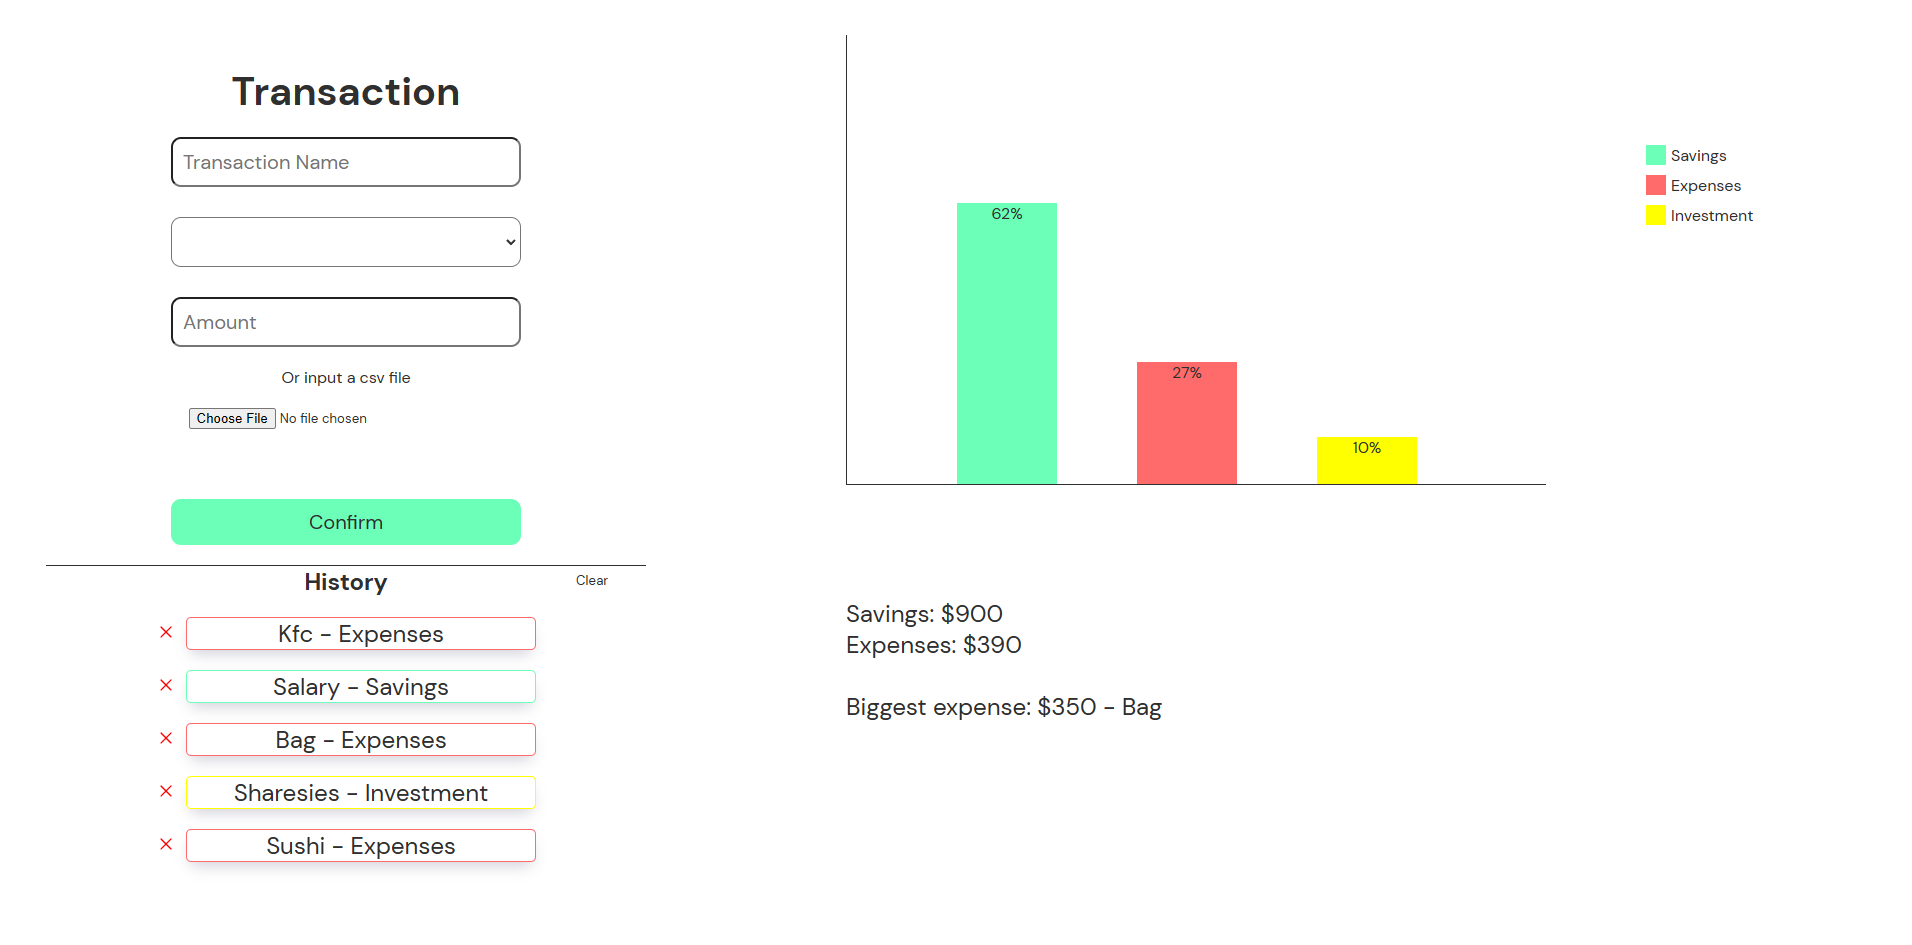 Transaction
Transaction Name
Amount
Or input a csv file
Choose File No file chosen
Confirm
History
Clear
Kfc - Expenses
Salary - Savings
Bag - Expenses
Sharesies - Investment
Sushi - Expenses
62%
27%
10%
Savings
Expenses
Investment
Savings: $900
Expenses: $390
Biggest expense: $350 - Bag